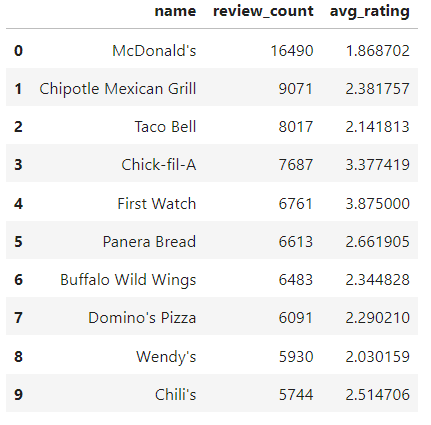 name review_count avg_rating
0 McDonald's 16490 1.868702
1 Chipotle Mexican Grill 9071 2.381757
2 Taco Bell 8017 2.141813
3 Chick-fil-A 7687 3.377419
4 First Watch 6761 3.875000
5 Panera Bread 6613 2.661905
6 Buffalo Wild Wings 6483 2.344828
7 Domino's Pizza 6091 2.290210
8 Wendy's 5930 2.030159
9 Chili's 5744 2.514706